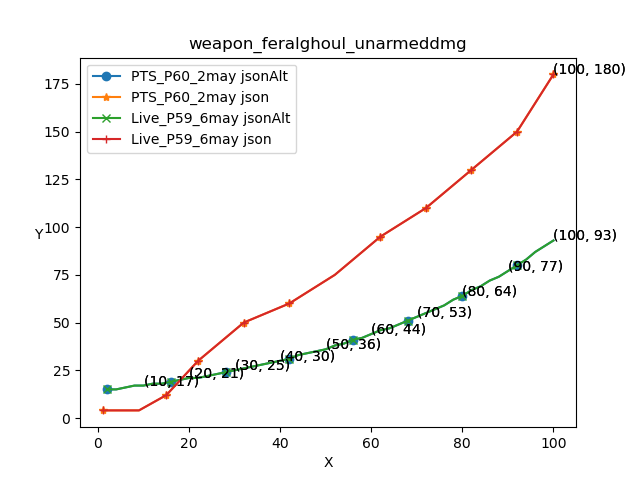 weapon_feralghoul_unarmeddmg
PTS_P60_2may jsonAlt
PTS_P60_2may json
Live_P59_6may jsonAlt
Live_P59_6may json
(100, 180)
(100, 93)
(90, 77)
(80, 64)
(70, 53)
(60, 44)
(50, 36)
(40, 30)
(30, 25)
(20, 21)
(10, 17)
Y
175
150
125
100
75
50
25
0
0 20 40 60 80 100
X